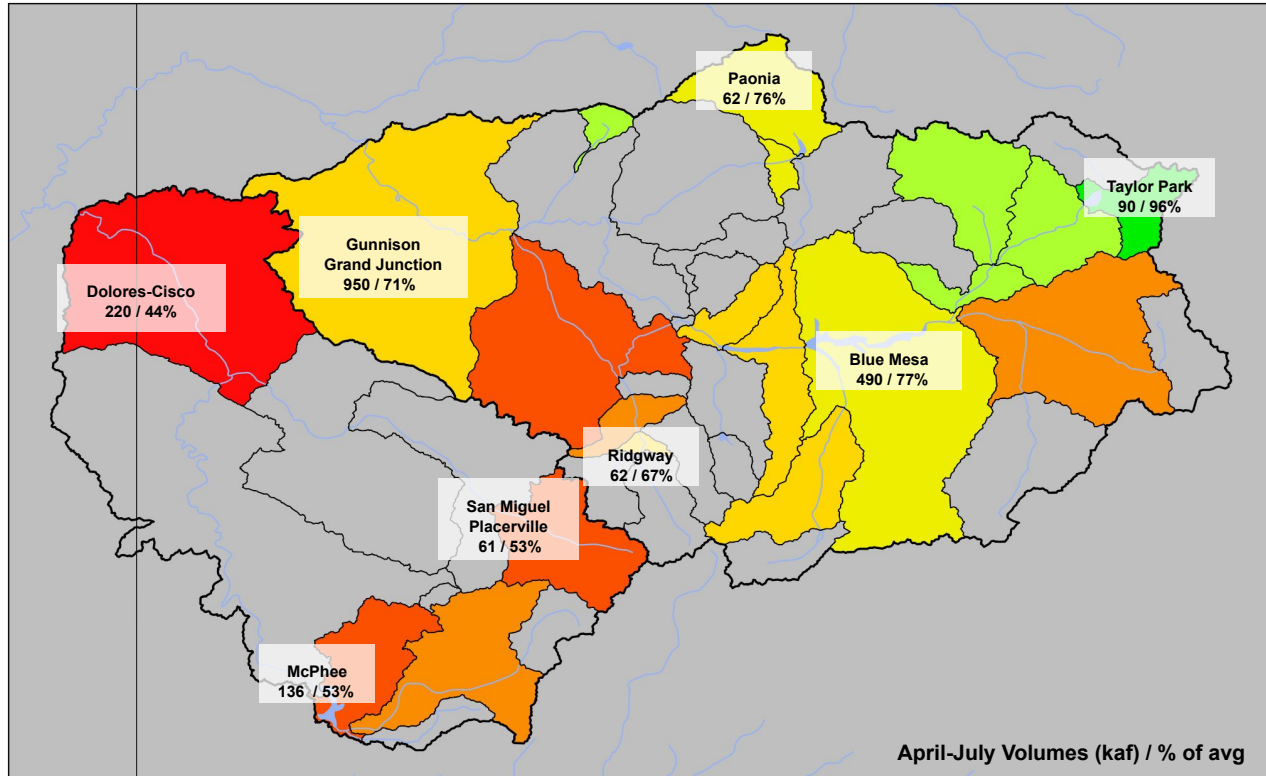 Paonia
62 / 76%
Taylor Park
90 / 96%
Gunnison
Grand Junction
950 / 71%
Dolores-Cisco
220 / 44%
Blue Mesa
490 / 77%
Ridgway
62 / 67%
San Miguel
Placerville
61 / 53%
McPhee
136 / 53%
April-July Volumes (kaf) / % of avg